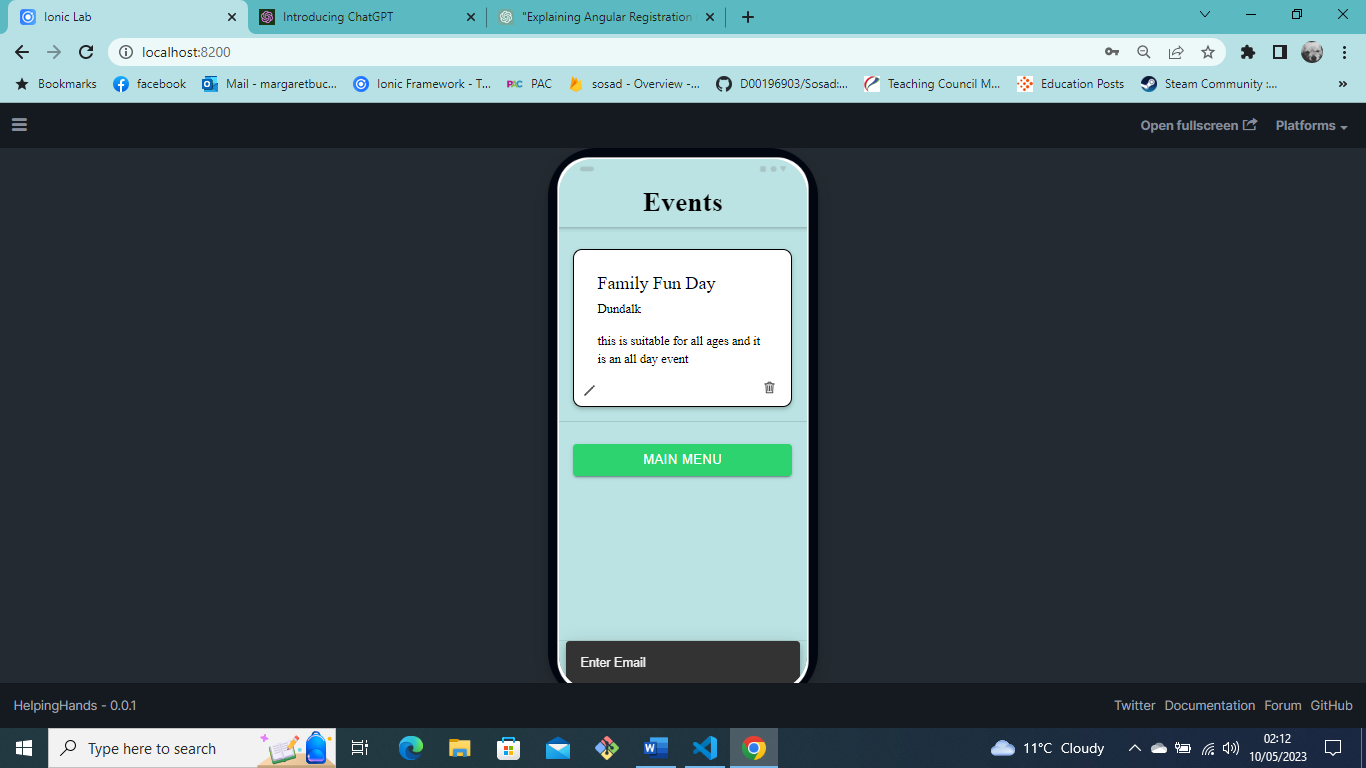 Ionic Lab
Introducing ChatGPT
"Explaining Angular Registration
localhost:8200
Bookmarks
facebook
Mail - margaretbuc...
Ionic Framework - T...
PAC PAC
sosad - Overview -...
D00196903/Sosad:...
Teaching Council M...
Education Posts
Steam Community :...
»
Open fullscreen
Platforms
Events
Family Fun Day
Dundalk
this is suitable for all ages and it
is an all day event
MAIN MENU
Enter Email
HelpingHands - 0.0.1
Twitter Documentation Forum GitHub
Type here to search
11°C Cloudy
02:12
10/05/2023